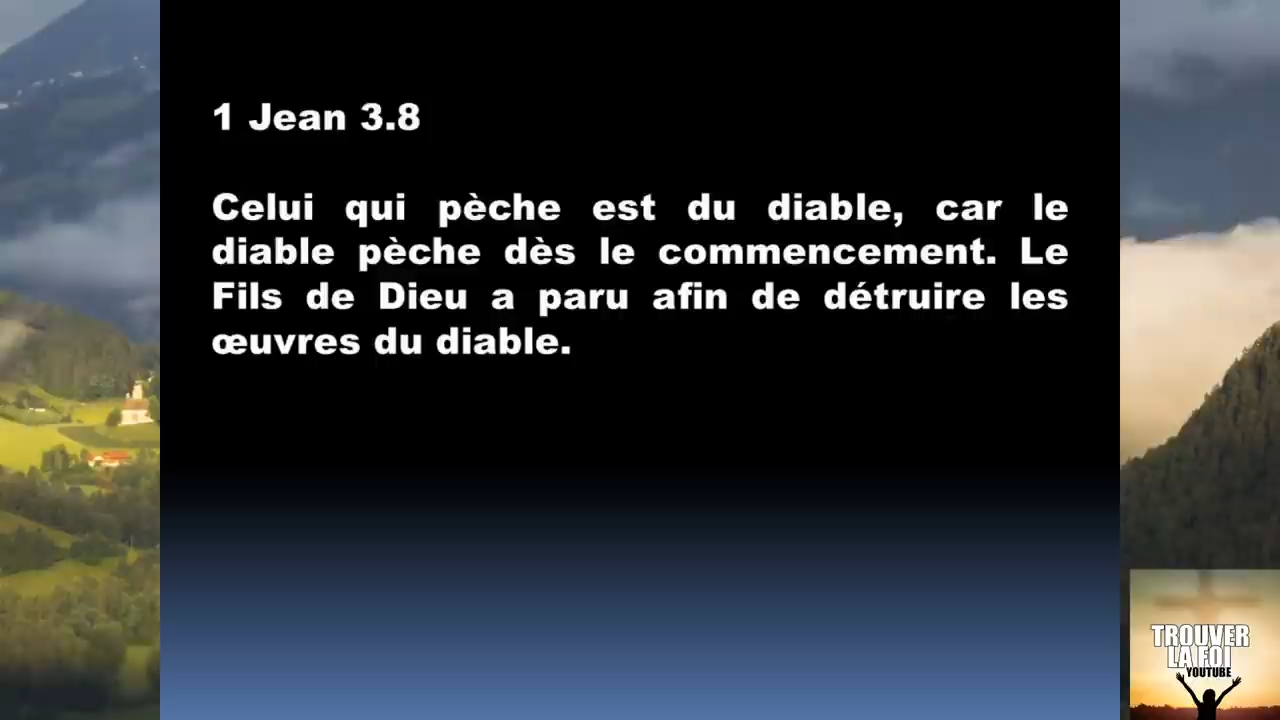 1 Jean 3.8
Celui qui pèche est du diable, car le
diable pèche dès le commencement. Le
Fils de Dieu a paru afin de détruire les
œuvres du diable.
TROUVER
LA FOI
YOUTUBE